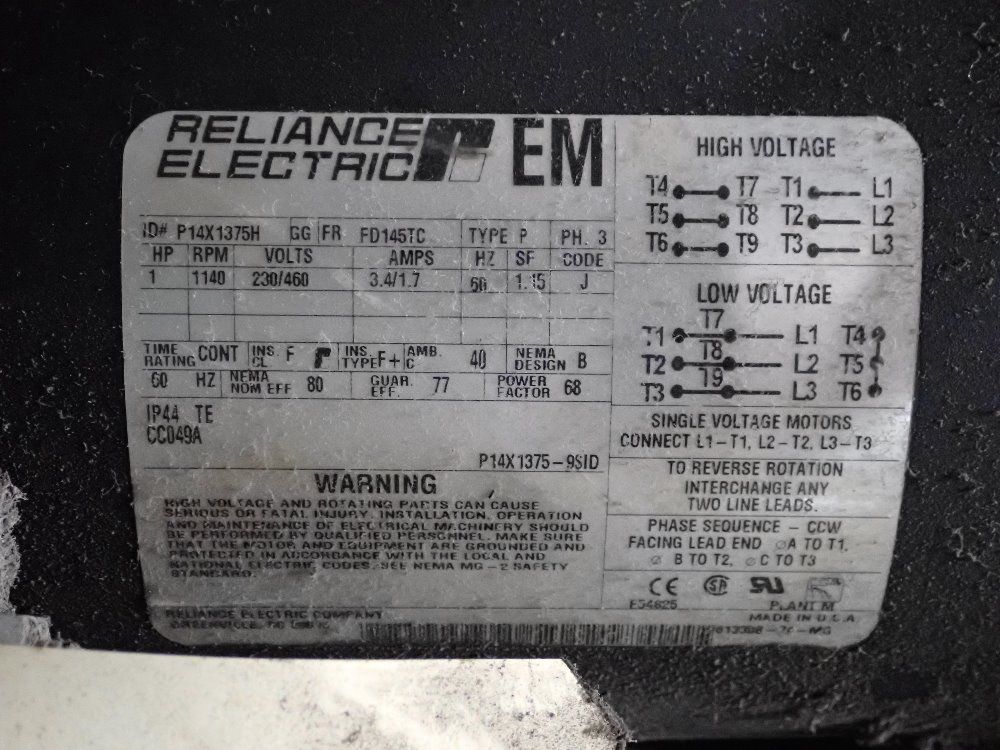 RELIANCE
ELECTRIC
EM
ID# P14X1375H GG FR FD145TC TYPE P PH. 3
HP RPM VOLTS AMPS HZ SF CODE
1 1140 230/460 3.4/1.7 60 1.15 J
TIME RATING CONT INS. CL F INS. TYPE F+ AMB. C 40 NEMA DESIGN B
60 HZ NEMA NOM EFF 80 GUAR. EFF. 77 POWER FACTOR 68
IP44 TE
CC049A
P14X1375-9SID
WARNING
HIGH VOLTAGE AND ROTATING PARTS CAN CAUSE
SERIOUS OR FATAL INJURY. INSTALLATION, OPERATION
AND MAINTENANCE OF ELECTRICAL MACHINERY SHOULD
BE PERFORMED BY QUALIFIED PERSONNEL. MAKE SURE
THAT THE MOTOR AND EQUIPMENT ARE GROUNDED AND
PROTECTED IN ACCORDANCE WITH THE LOCAL AND
NATIONAL ELECTRIC CODES. SEE NEMA MG-2 SAFETY
STANDARD.
RELIANCE ELECTRIC COMPANY
HIGH VOLTAGE
T4 T7 T1 L1
T5 T8 T2 L2
T6 T9 T3 L3
LOW VOLTAGE
T7
T1 L1 T4
T8
T2 L2 T5
T9
T3 L3 T6
SINGLE VOLTAGE MOTORS
CONNECT L1-T1, L2-T2, L3-T3
TO REVERSE ROTATION
INTERCHANGE ANY
TWO LINE LEADS.
PHASE SEQUENCE - CCW
FACING LEAD END øA TO T1,
ø B TO T2, øC TO T3
CE SA UR
PLANT M
MADE IN U.S.A